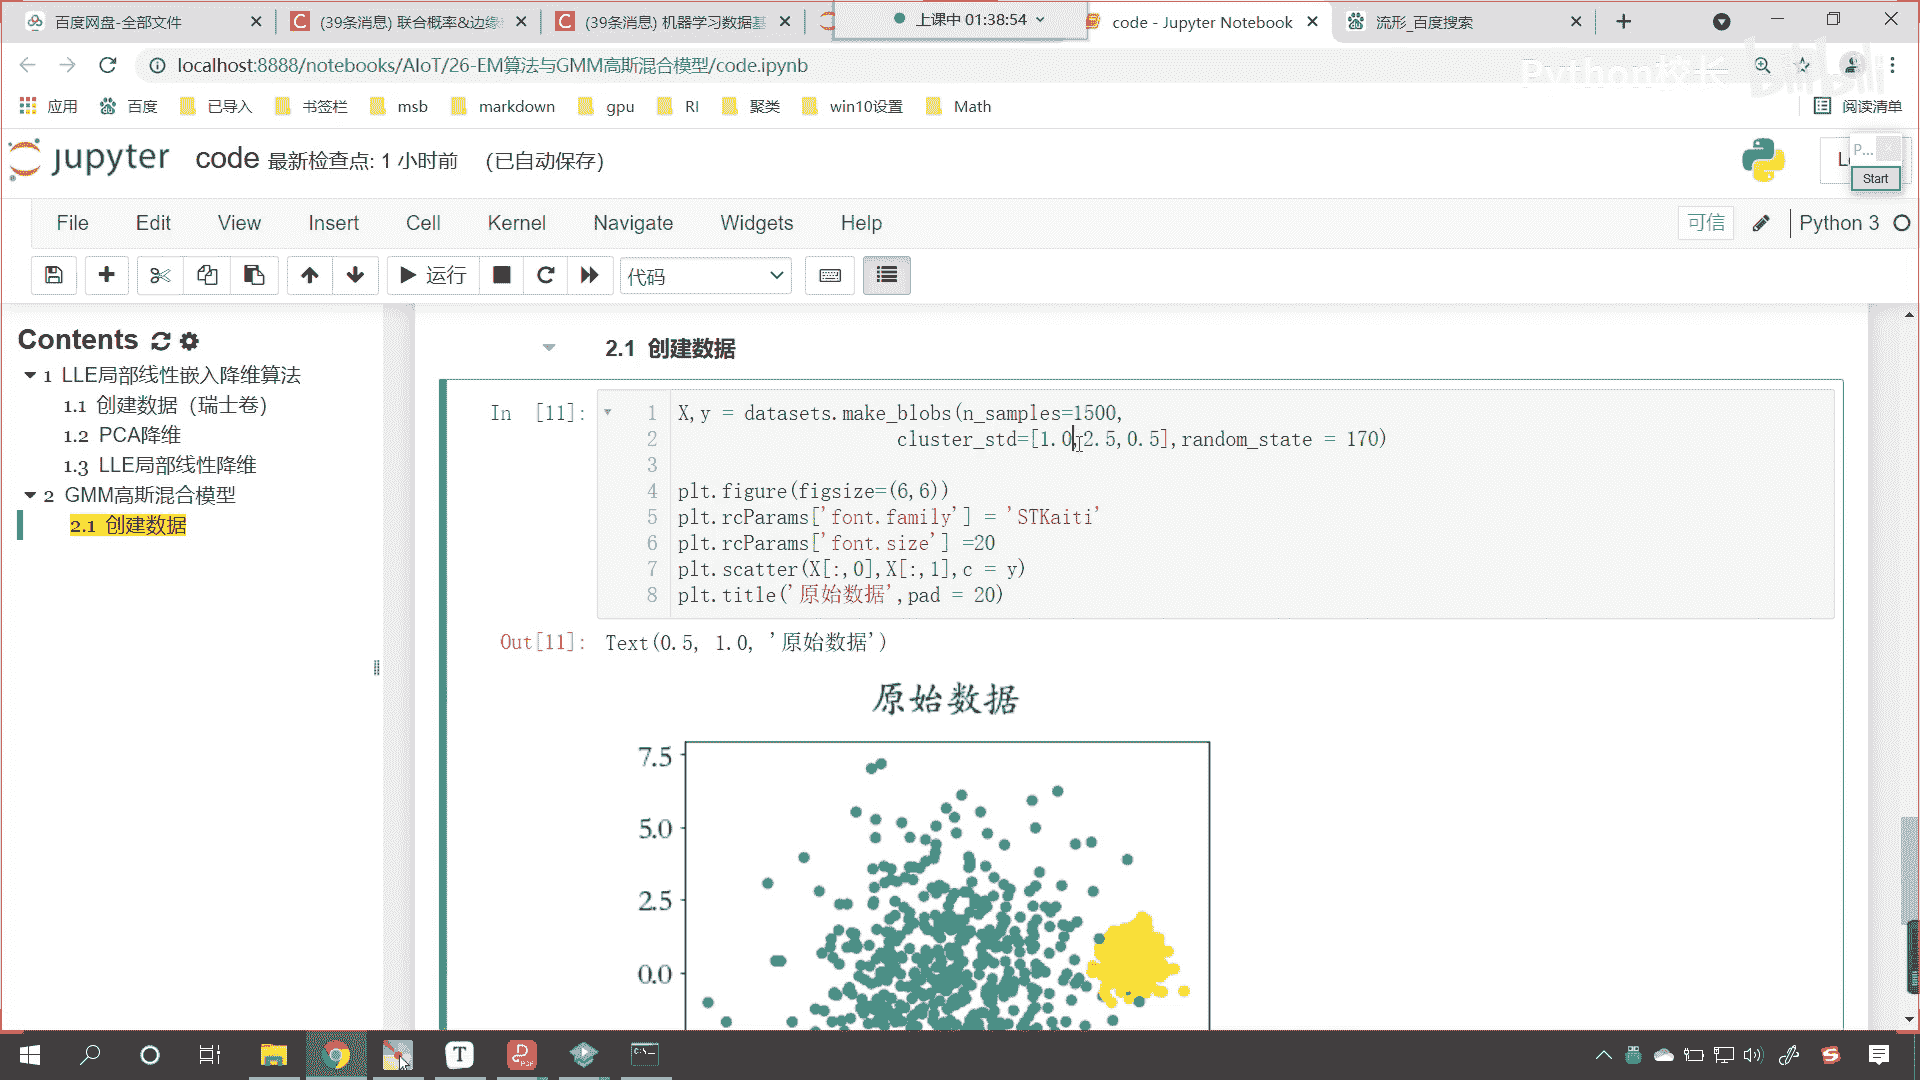 百度网盘-全部文件
(39条消息) 联合概率&边缘
(39条消息) 机器学习数据基
上课中 01:38:54
code - Jupyter Notebook
流形_百度搜索
localhost:8888/notebooks/AIoT/26-EM算法与GMM高斯混合模型/code.ipynb
Python校长
bilibili
应用 百度 已导入 书签栏 msb markdown gpu RI 聚类 win10设置 Math 阅读清单
jupyter code 最新检查点: 1 小时前 (已自动保存)
P...
Start
File Edit View Insert Cell Kernel Navigate Widgets Help 可信 Python 3
运行 代码
Contents
1 LLE局部线性嵌入降维算法
1.1 创建数据（瑞士卷）
1.2 PCA降维
1.3 LLE局部线性降维
2 GMM高斯混合模型
2.1 创建数据
2.1 创建数据
In [11]:
1 X,y = datasets.make_blobs(n_samples=1500,
2 cluster_std=[1.0,2.5,0.5],random_state = 170)
3
4 plt.figure(figsize=(6,6))
5 plt.rcParams['font.family'] = 'STKaiti'
6 plt.rcParams['font.size'] =20
7 plt.scatter(X[:,0],X[:,1],c = y)
8 plt.title('原始数据',pad = 20)
Out[11]: Text(0.5, 1.0, '原始数据')
原始数据
7.5
5.0
2.5
0.0